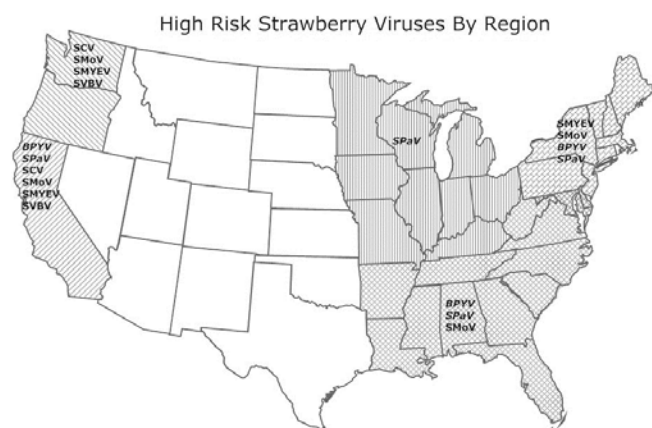 High Risk Strawberry Viruses By Region
SCV
SMoV
SMYEV
SVBV
BPYV
SPaV
SCV
SMoV
SMYEV
SVBV
SPaV
SMYEV
SMoV
BPYV
SPaV
BPYV
SPaV
SMoV